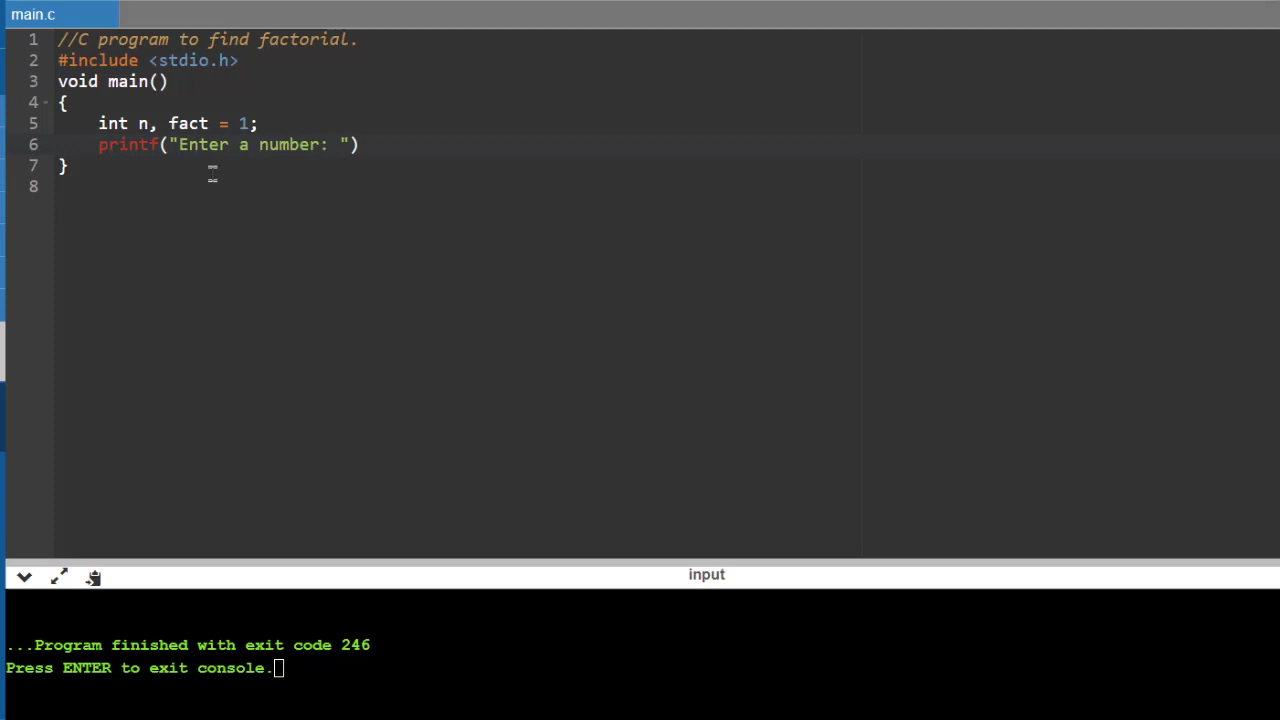 main.c
1 //C program to find factorial.
2 #include <stdio.h>
3 void main()
4 {
5 int n, fact = 1;
6 printf("Enter a number: ")
7 }
8
input
...Program finished with exit code 246
Press ENTER to exit console.